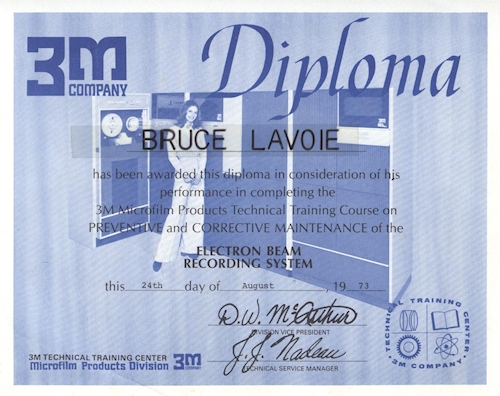 3M
COMPANY
Diploma
BRUCE LAVOIE
has been awarded this diploma in consideration of his
performance in completing the
3M Microfilm Products Technical Training Course on
PREVENTIVE and CORRECTIVE MAINTENANCE of the
ELECTRON BEAM
RECORDING SYSTEM
this 24th day of August, 19 73
D.W. McArthur
DIVISION VICE PRESIDENT
J.J. Nadeau
TECHNICAL SERVICE MANAGER
3M TECHNICAL TRAINING CENTER
Microfilm Products Division 3M COMPANY
TECHNICAL TRAINING CENTER
3M COMPANY